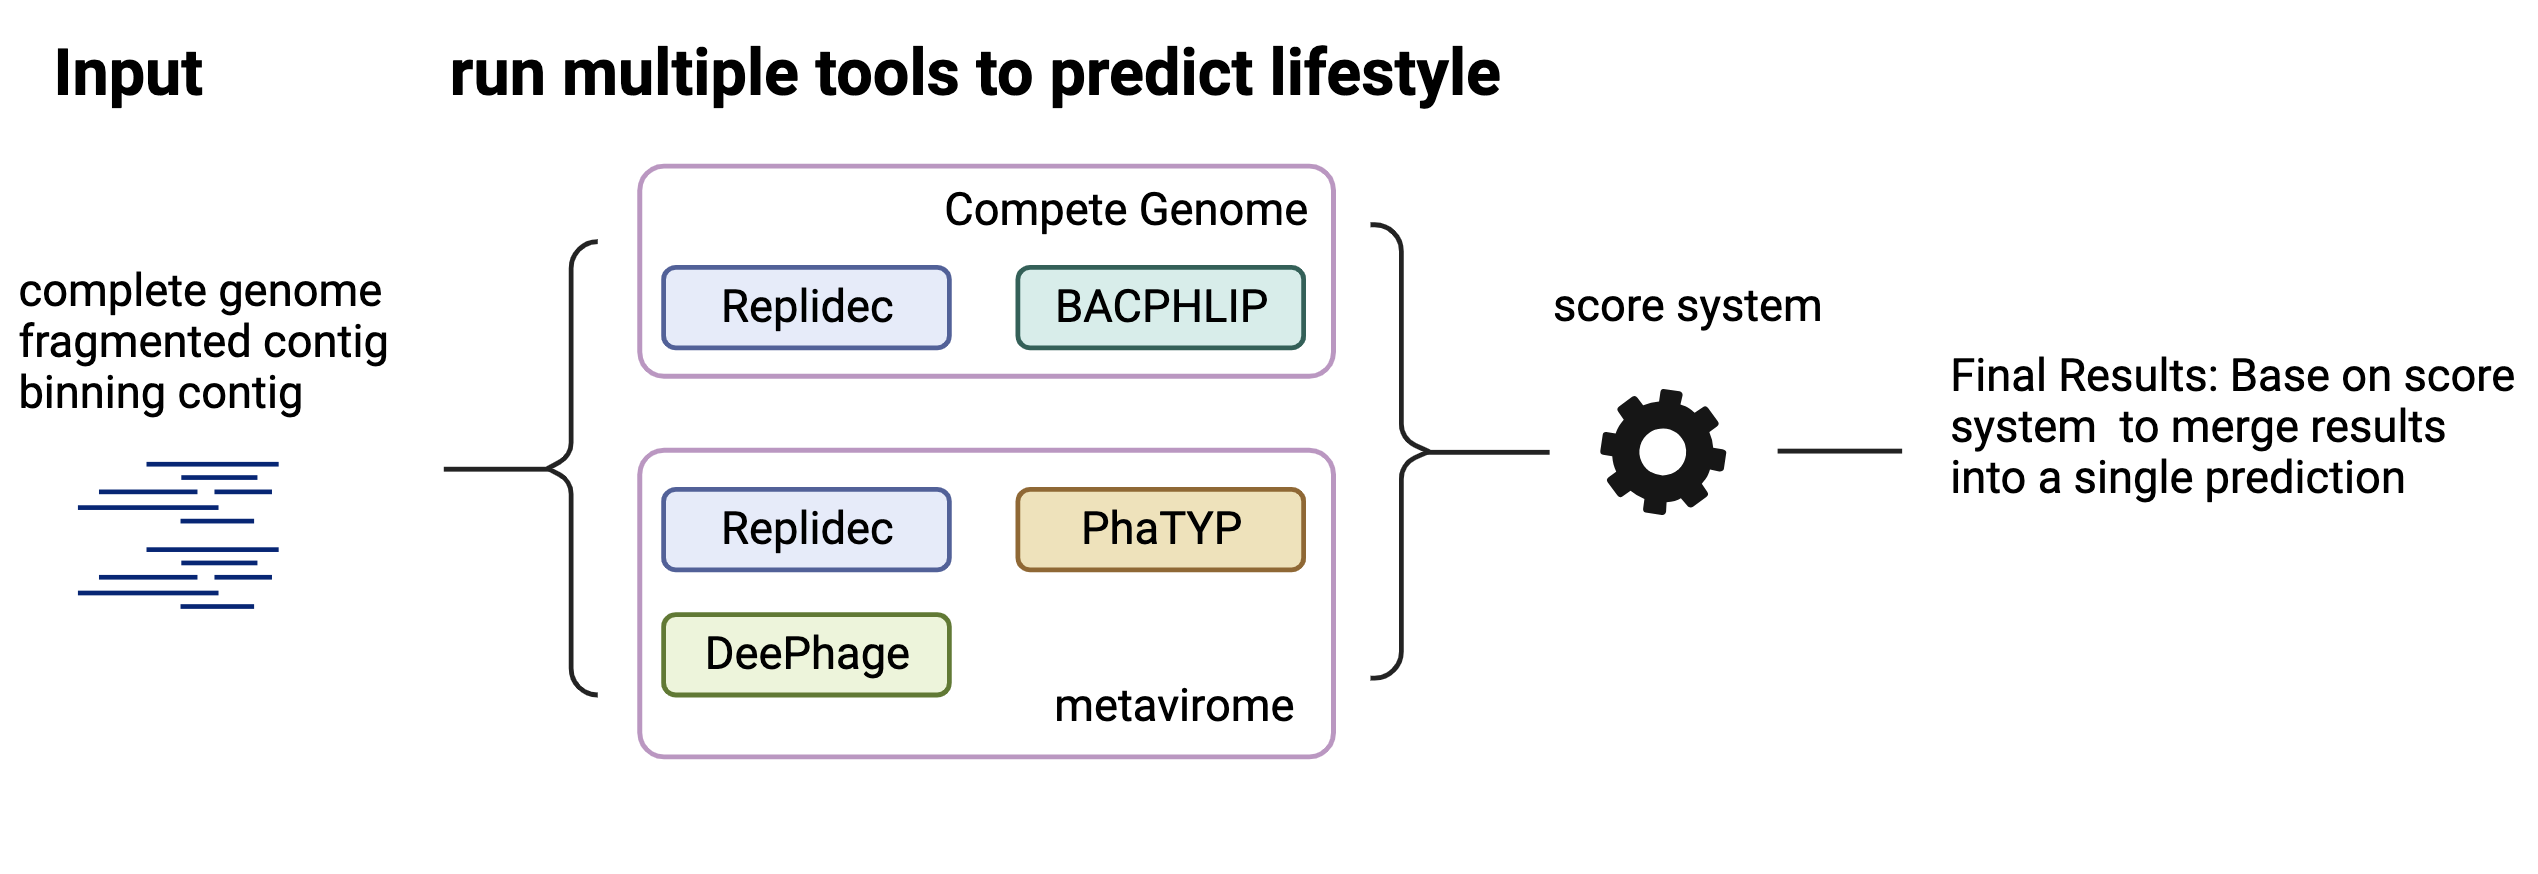 Input
run multiple tools to predict lifestyle
complete genome
fragmented contig
binning contig
Compete Genome
Replidec
BACPHLIP
Replidec
PhaTYP
DeePhage
metavirome
score system
Final Results: Base on score
system  to merge results
into a single prediction